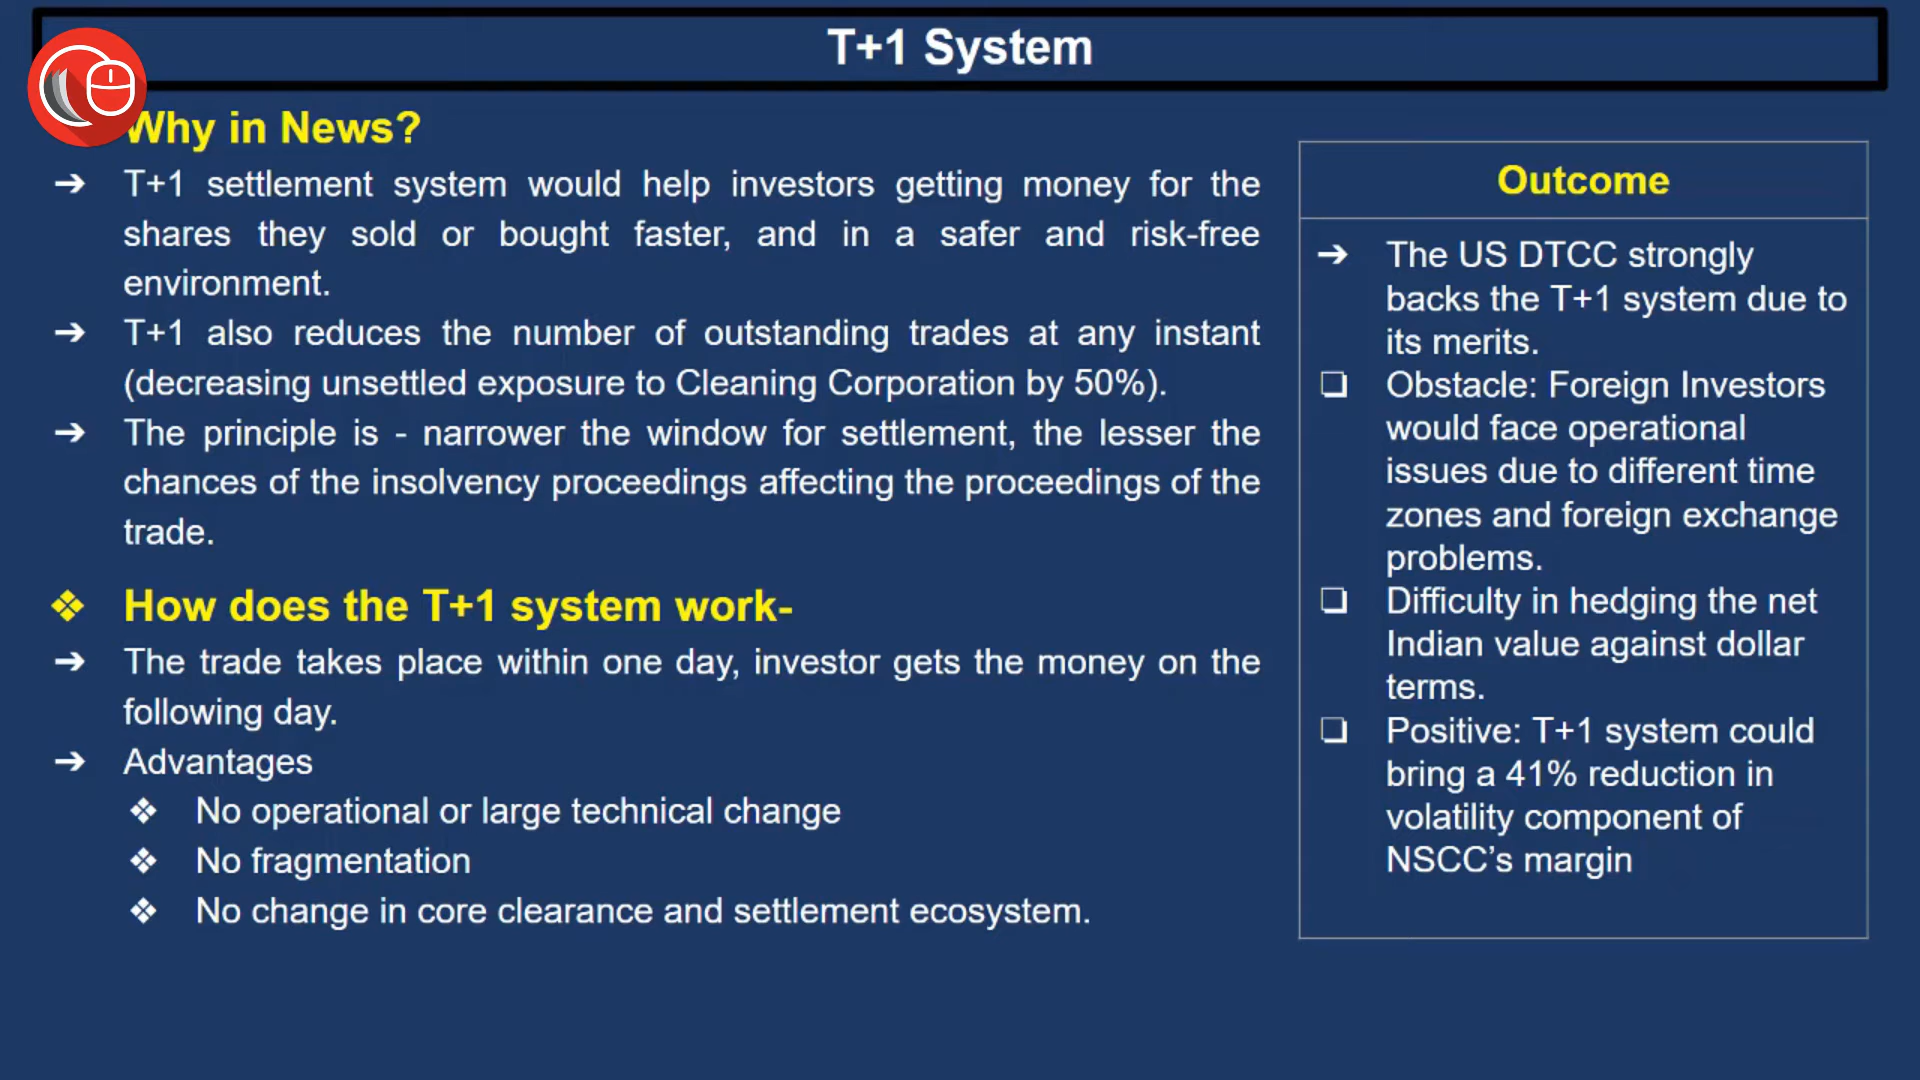 T+1 System
Why in News?
➔ T+1 settlement system would help investors getting money for the
shares they sold or bought faster, and in a safer and risk-free
environment.
➔ T+1 also reduces the number of outstanding trades at any instant
(decreasing unsettled exposure to Cleaning Corporation by 50%).
➔ The principle is - narrower the window for settlement, the lesser the
chances of the insolvency proceedings affecting the proceedings of the
trade.
❖ How does the T+1 system work-
➔ The trade takes place within one day, investor gets the money on the
following day.
➔ Advantages
❖ No operational or large technical change
❖ No fragmentation
❖ No change in core clearance and settlement ecosystem.
Outcome
➔ The US DTCC strongly
backs the T+1 system due to
its merits.
❏ Obstacle: Foreign Investors
would face operational
issues due to different time
zones and foreign exchange
problems.
❏ Difficulty in hedging the net
Indian value against dollar
terms.
❏ Positive: T+1 system could
bring a 41% reduction in
volatility component of
NSCC’s margin